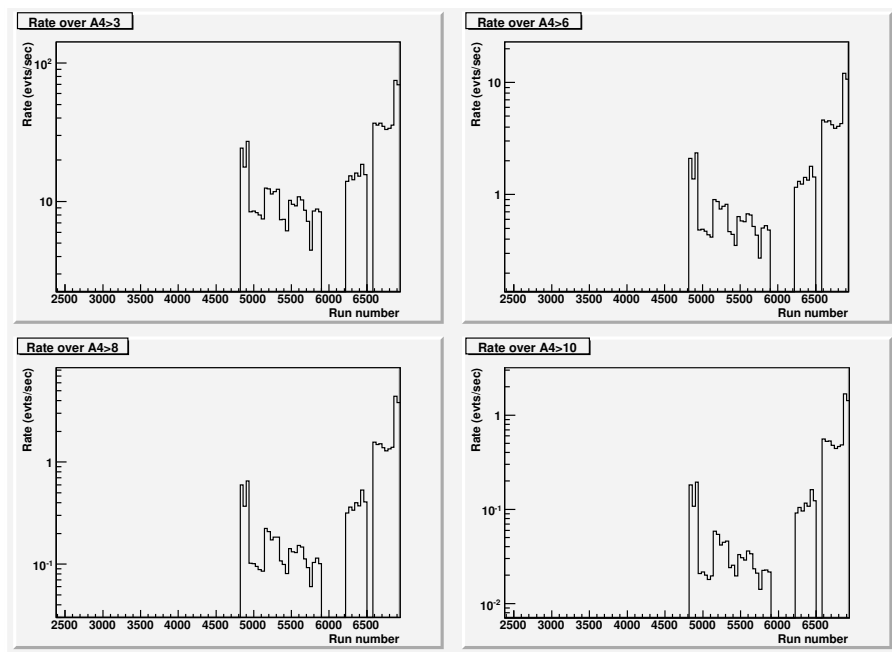 Rate over A4>3
Rate (evts/sec)
10²
10
2500 3000 3500 4000 4500 5000 5500 6000 6500
Run number
Rate over A4>6
Rate (evts/sec)
10
1
2500 3000 3500 4000 4500 5000 5500 6000 6500
Run number
Rate over A4>8
Rate (evts/sec)
1
10⁻¹
2500 3000 3500 4000 4500 5000 5500 6000 6500
Run number
Rate over A4>10
Rate (evts/sec)
1
10⁻¹
10⁻²
2500 3000 3500 4000 4500 5000 5500 6000 6500
Run number